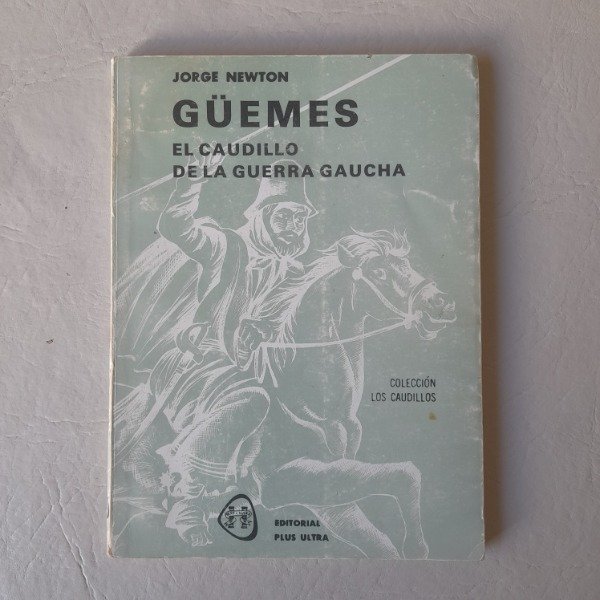 JORGE NEWTON
GÜEMES
EL CAUDILLO
DE LA GUERRA GAUCHA
COLECCIÓN
LOS CAUDILLOS
EDITORIAL
PLUS ULTRA